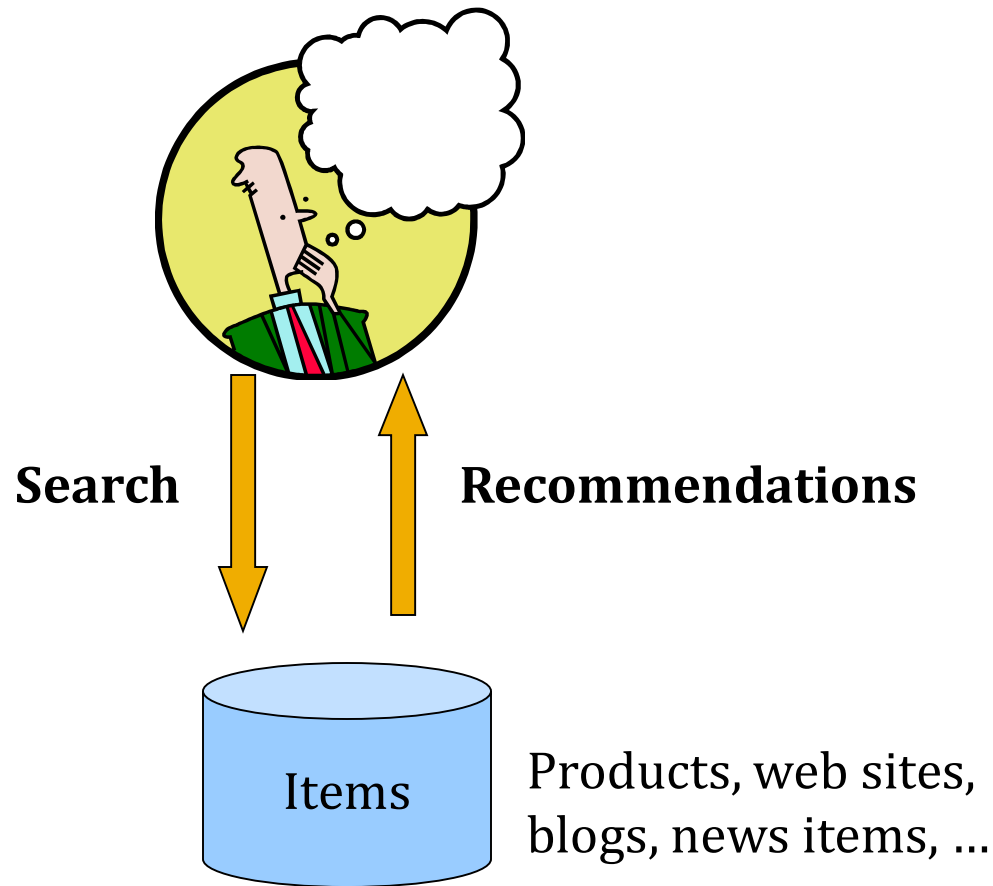 Search
Recommendations
Items
Products, web sites,
blogs, news items, …